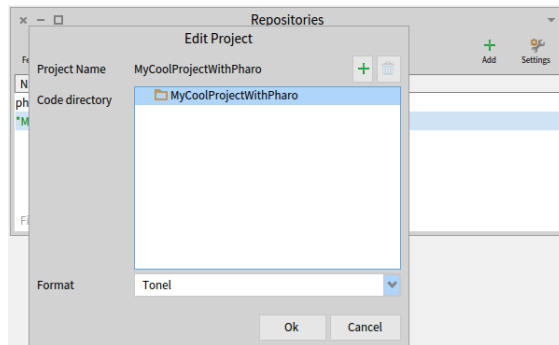 Repositories
Edit Project
Add
Settings
Project Name
MyCoolProjectWithPharo
Code directory
MyCoolProjectWithPharo
Format
Tonel
Ok
Cancel